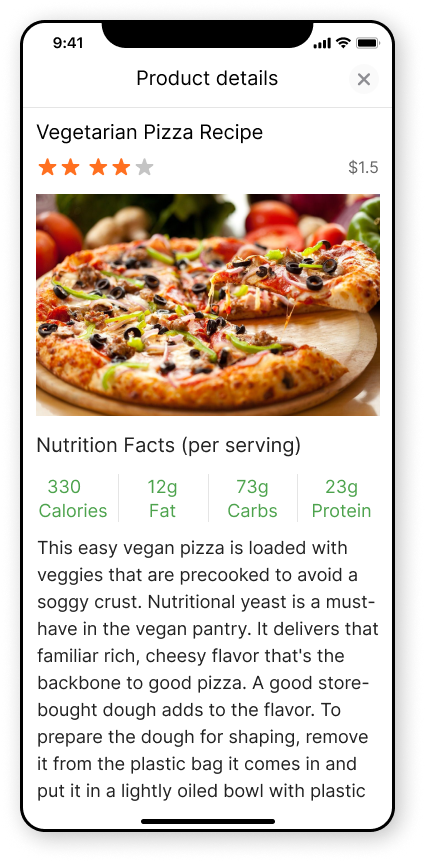 9:41
Product details
Vegetarian Pizza Recipe
$1.5
Nutrition Facts (per serving)
330 12g 73g 23g
Calories Fat Carbs Protein
This easy vegan pizza is loaded with
veggies that are precooked to avoid a
soggy crust. Nutritional yeast is a must-
have in the vegan pantry. It delivers that
familiar rich, cheesy flavor that's the
backbone to good pizza. A good store-
bought dough adds to the flavor. To
prepare the dough for shaping, remove
it from the plastic bag it comes in and
put it in a lightly oiled bowl with plastic